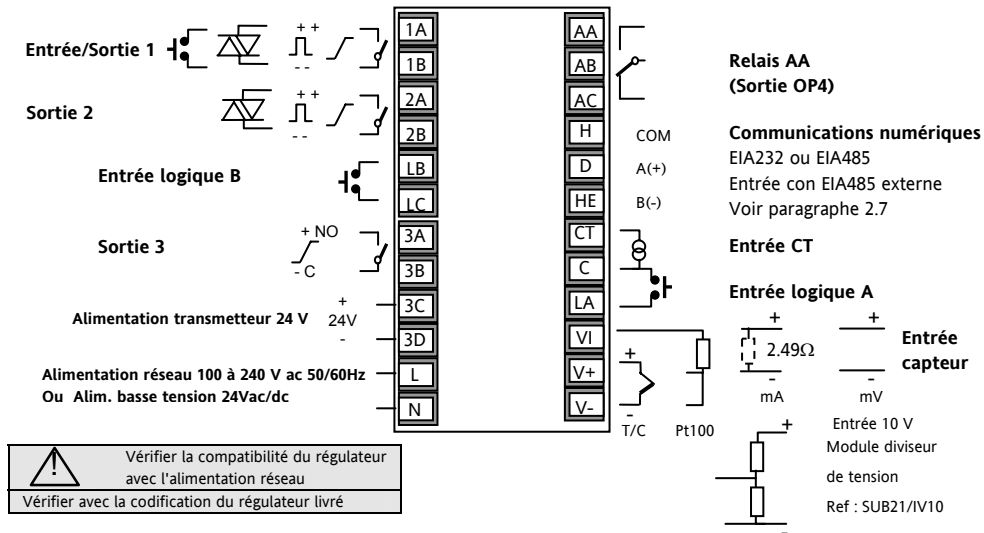 Entrée/Sortie 1
+ +
- -
1A
1B
Sortie 2
+ +
- -
2A
2B
Entrée logique B
LB
LC
Sortie 3
+ NO
- C
3A
3B
Alimentation transmetteur 24 V
+
24V
-
3C
3D
Alimentation réseau 100 à 240 V ac 50/60Hz
Ou Alim. basse tension 24Vac/dc
L
N
AA
AB
AC
Relais AA
(Sortie OP4)
H
D
HE
COM
A(+)
B(-)
Communications numériques
EIA232 ou EIA485
Entrée con EIA485 externe
Voir paragraphe 2.7
CT
C
LA
Entrée CT
Entrée logique A
VI
V+
V-
+
-
T/C
Pt100
+
2.49Ω
-
mA
+
-
mV
Entrée
capteur
+
Entrée 10 V
Module diviseur
de tension
Ref : SUB21/IV10
!
Vérifier la compatibilité du régulateur
avec l'alimentation réseau
Vérifier avec la codification du régulateur livré